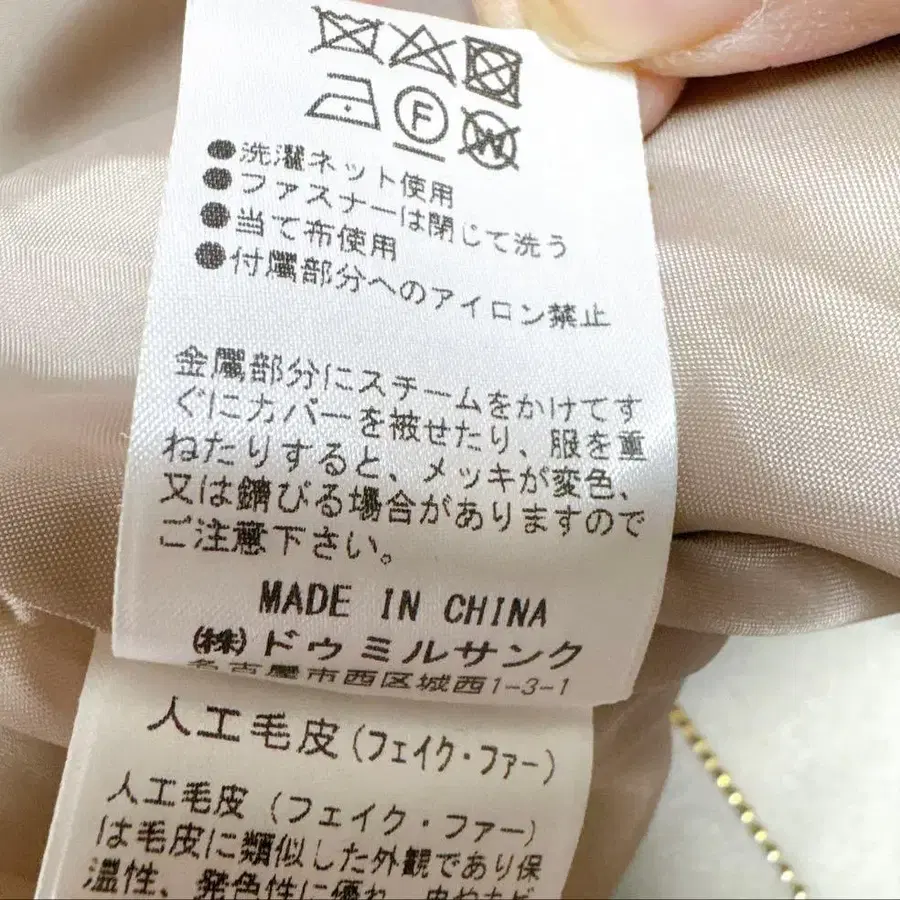 F
W
●洗濯ネット使用
●ファスナーは閉じて洗う
●当て布使用
●付属部分へのアイロン禁止
金属部分にスチームをかけてす
ぐにカバーを被せたり、服を重
ねたりすると、メッキが変色、
又は錆びる場合がありますので
ご注意下さい。
MADE IN CHINA
(株)ドゥミルサンク
名古屋市西区城西1-3-1
人工毛皮(フェイク・ファー)
人工毛皮(フェイク・ファー)
は毛皮に類似した外観であり保
温性、発色性に優れ